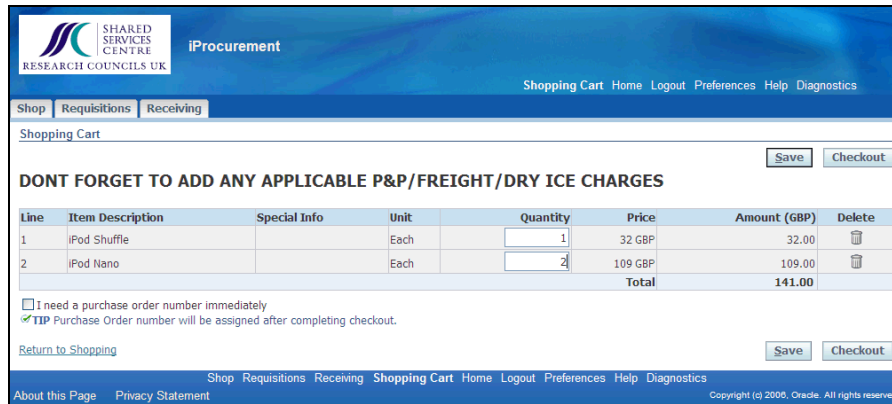 SHARED
SERVICES
CENTRE
RESEARCH COUNCILS UK
iProcurement
Shopping Cart Home Logout Preferences Help Diagnostics
Shop Requisitions Receiving
Shopping Cart
Save Checkout
DONT FORGET TO ADD ANY APPLICABLE P&P/FREIGHT/DRY ICE CHARGES
Line Item Description Special Info Unit Quantity Price Amount (GBP) Delete
1 iPod Shuffle Each 1 32 GBP 32.00
2 iPod Nano Each 2 109 GBP 109.00
Total 141.00
I need a purchase order number immediately
TIP Purchase Order number will be assigned after completing checkout.
Return to Shopping
Save Checkout
Shop Requisitions Receiving Shopping Cart Home Logout Preferences Help Diagnostics
About this Page Privacy Statement Copyright (c) 2006, Oracle. All rights reserve